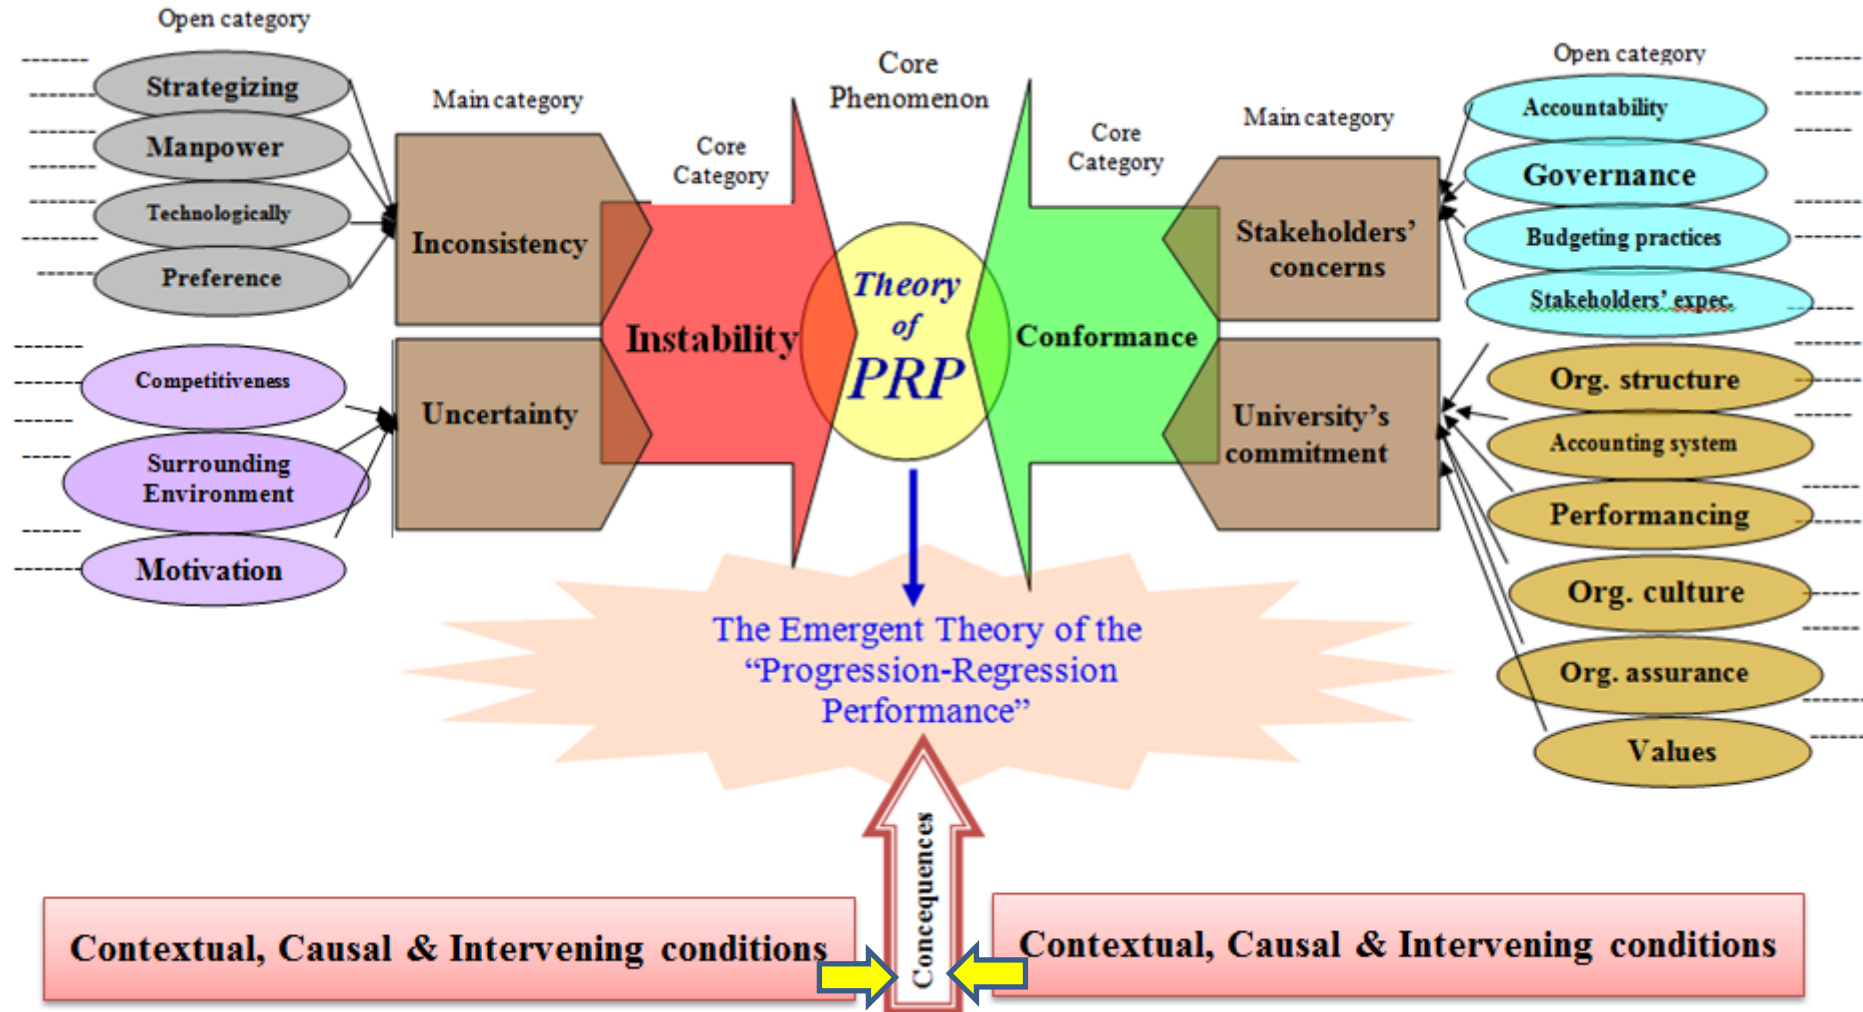 Open category
Strategizing
Manpower
Technologically
Preference
Competitiveness
Surrounding
Environment
Motivation
Main category
Inconsistency
Uncertainty
Core
Category
Instability
Core
Phenomenon
Theory
of
PRP
Core
Category
Conformance
Main category
Stakeholders’
concerns
University’s
commitment
Open category
Accountability
Governance
Budgeting practices
Stakeholders’ expec.
Org. structure
Accounting system
Performancing
Org. culture
Org. assurance
Values
The Emergent Theory of the
“Progression-Regression
Performance”
Concequences
Contextual, Causal & Intervening conditions
Contextual, Causal & Intervening conditions